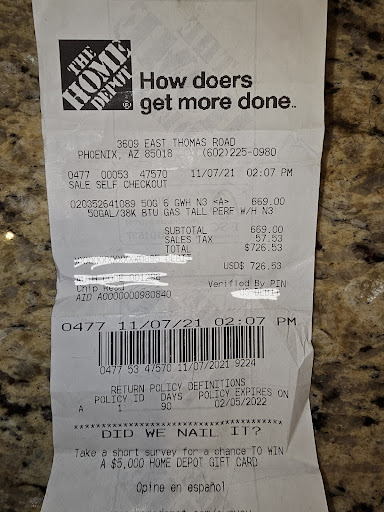 THE
HOME
DEPOT
How doers
get more done..
3609 EAST THOMAS ROAD
PHOENIX, AZ 85018 (602)225-0980
0477 00053 47570 11/07/21 02:07 PM
SALE SELF CHECKOUT
020352641089 50G 6 GWH N3 <A> 669.00
50GAL/38K BTU GAS TALL PERF W/H N3
SUBTOTAL 669.00
SALES TAX 57.53
TOTAL $726.53
USD$ 726.53
Chip Read Verified By PIN
AID A0000000980840
0477 11/07/21 02:07 PM
0477 53 47570 11/07/2021 9224
RETURN POLICY DEFINITIONS
POLICY ID DAYS POLICY EXPIRES ON
A 1 90 02/05/2022
DID WE NAIL IT?
Take a short survey for a chance TO WIN
A $5,000 HOME DEPOT GIFT CARD
Opine en español